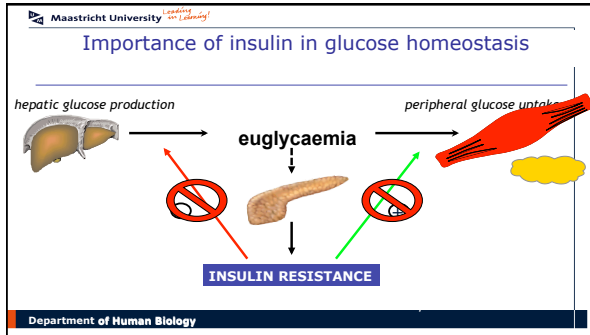 Maastricht University Leading in Learning!
Importance of insulin in glucose homeostasis
hepatic glucose production
peripheral glucose uptake
euglycaemia
INSULIN RESISTANCE
Department of Human Biology